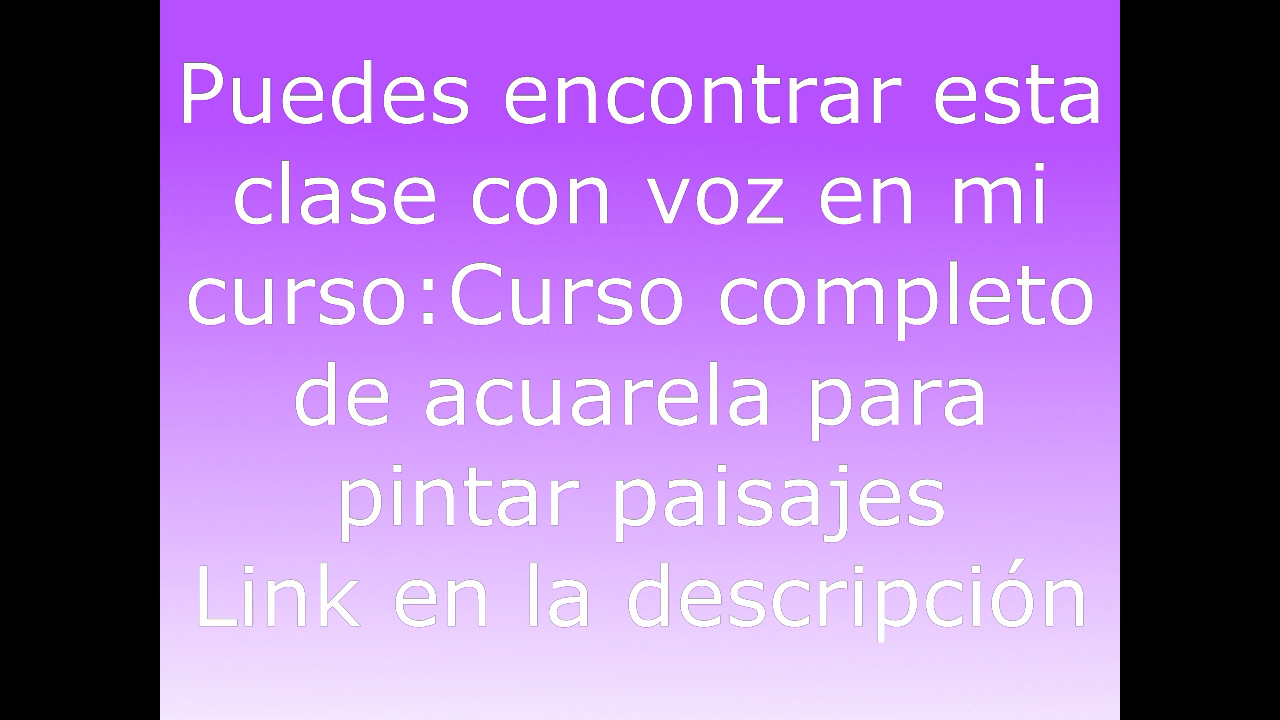 Puedes encontrar esta
clase con voz en mi
curso:Curso completo
de acuarela para
pintar paisajes
Link en la descripción